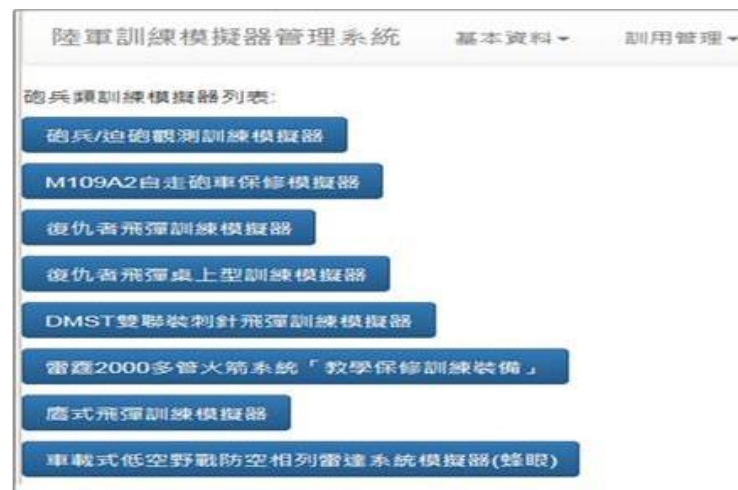 陸軍訓練模擬器管理系統 基本資料 訓用管理
砲兵類訓練模擬器列表:
砲兵/迫砲觀測訓練模擬器
M109A2自走砲車保修模擬器
復仇者飛彈訓練模擬器
復仇者飛彈桌上型訓練模擬器
DMST雙聯裝刺針飛彈訓練模擬器
雷霆2000多管火箭系統「教學保修訓練裝備」
鷹式飛彈訓練模擬器
車載式低空野戰防空相列雷達系統模擬器(蜂眼)